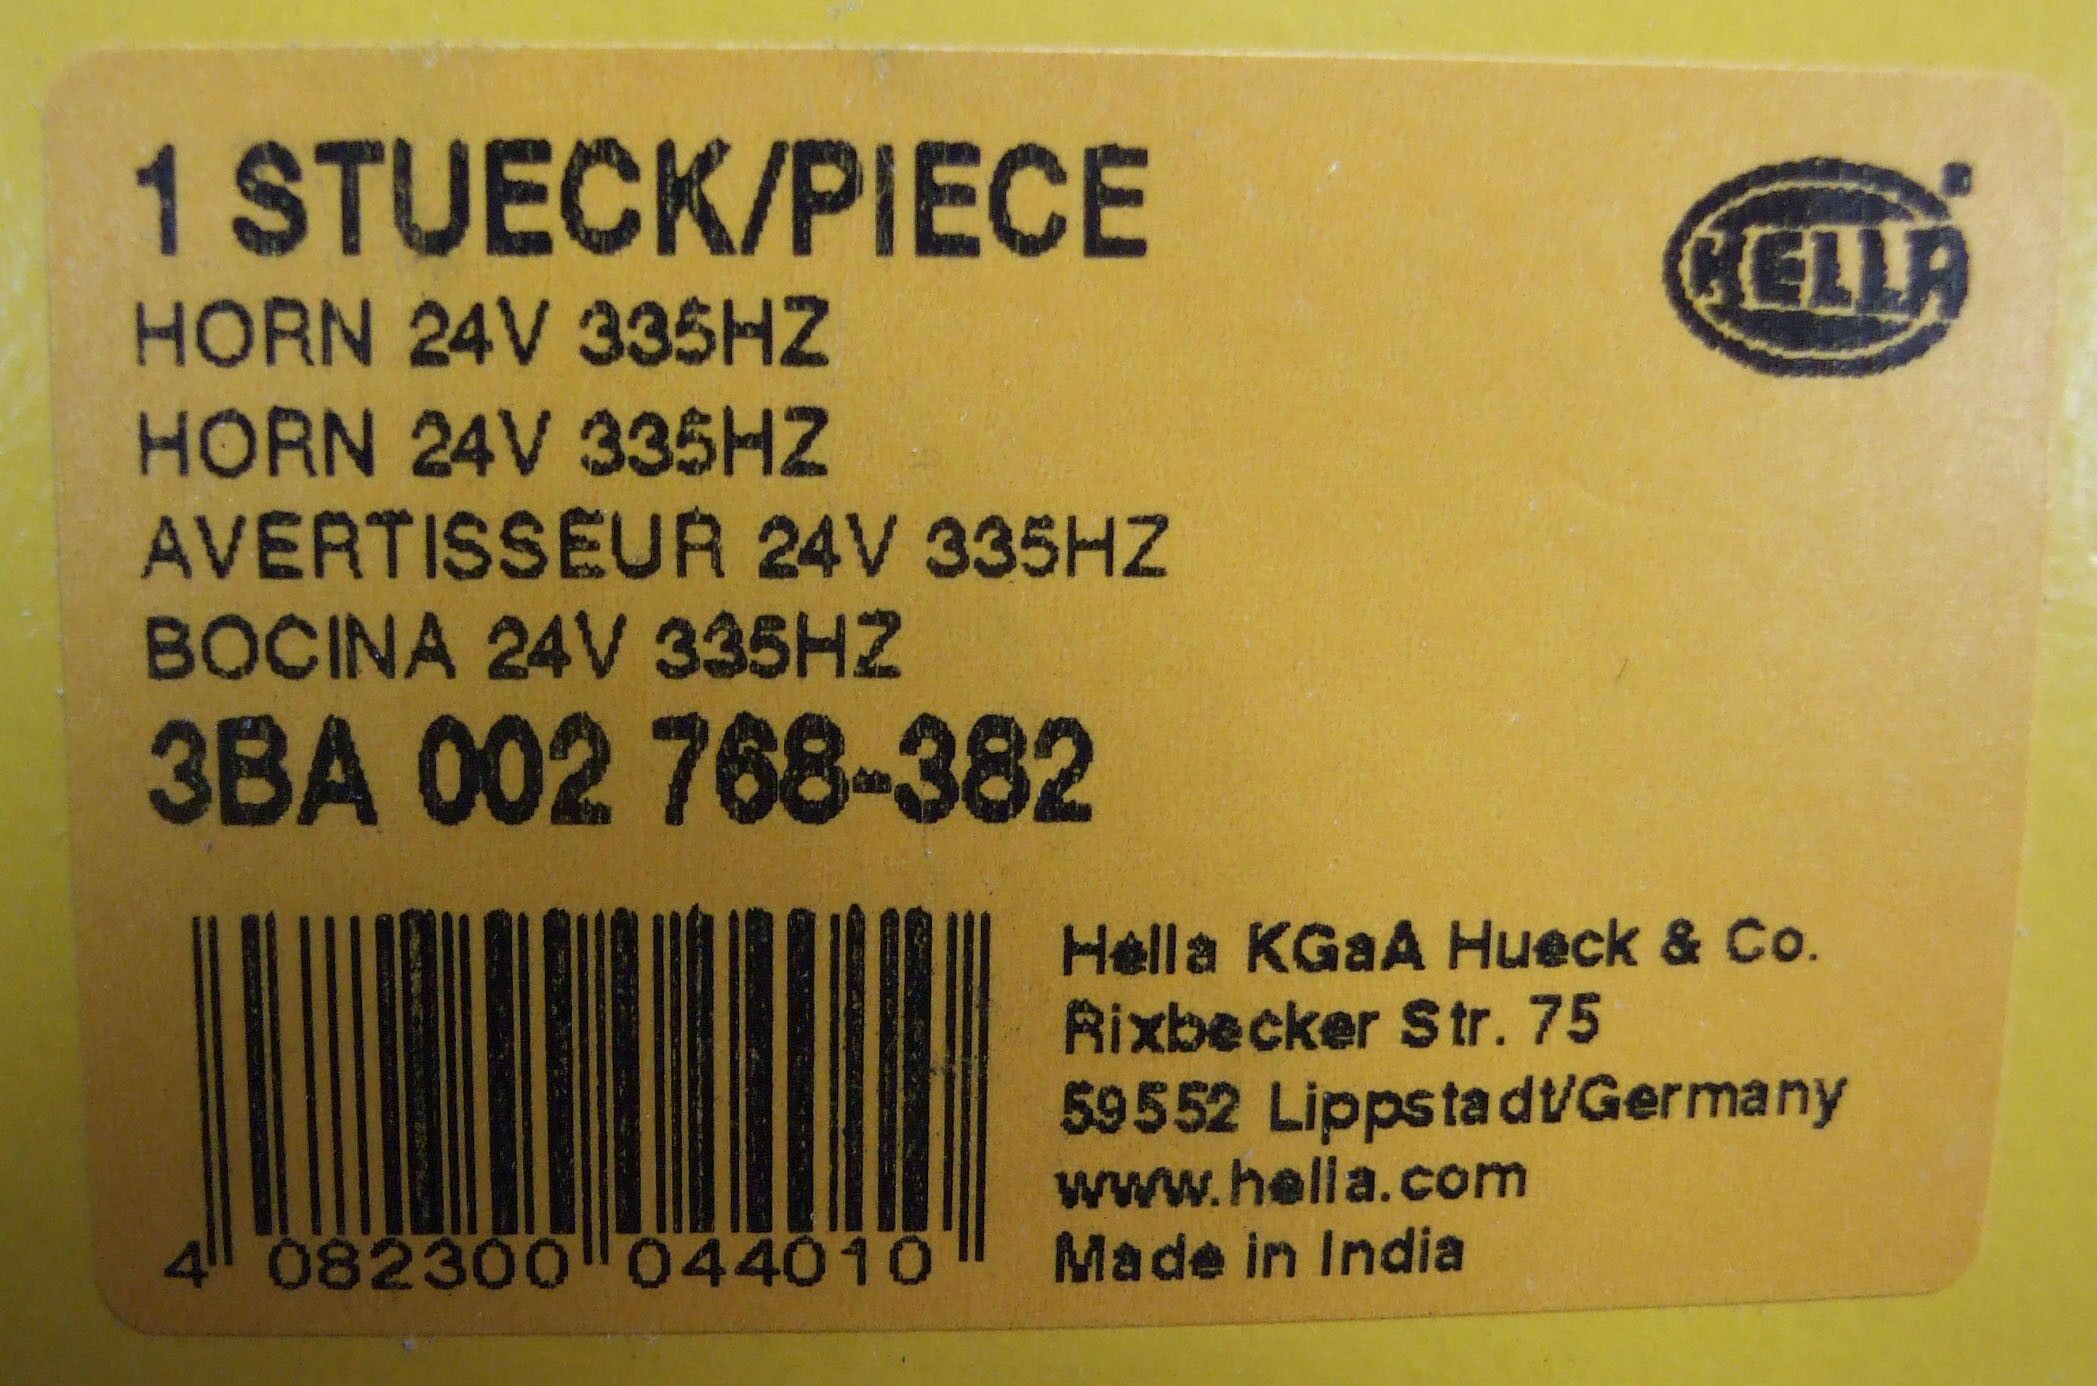 1 STUECK/PIECE
HELLA
HORN 24V 335HZ
HORN 24V 335HZ
AVERTISSEUR 24V 335HZ
BOCINA 24V 335HZ
3BA 002 768-382
Hella KGaA Hueck & Co.
Rixbecker Str. 75
59552 Lippstadt/Germany
www.hella.com
Made in India
4 082300 044010